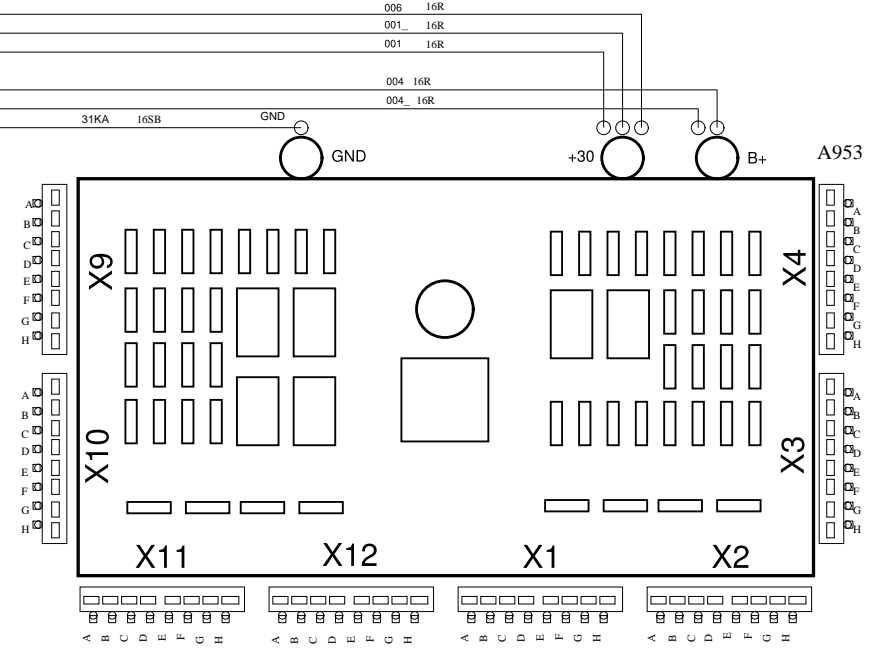 006 16R
001_ 16R
001 16R
004 16R
004_ 16R
31KA 16SB GND
GND +30 B+ A953
A
B
C
D
E
F
G
H
X9
X4
A
B
C
D
E
F
G
H
A
B
C
D
E
F
G
H
X10
X3
A
B
C
D
E
F
G
H
X11 X12 X1 X2
A B C D E F G H
A B C D E F G H
A B C D E F G H
A B C D E F G H